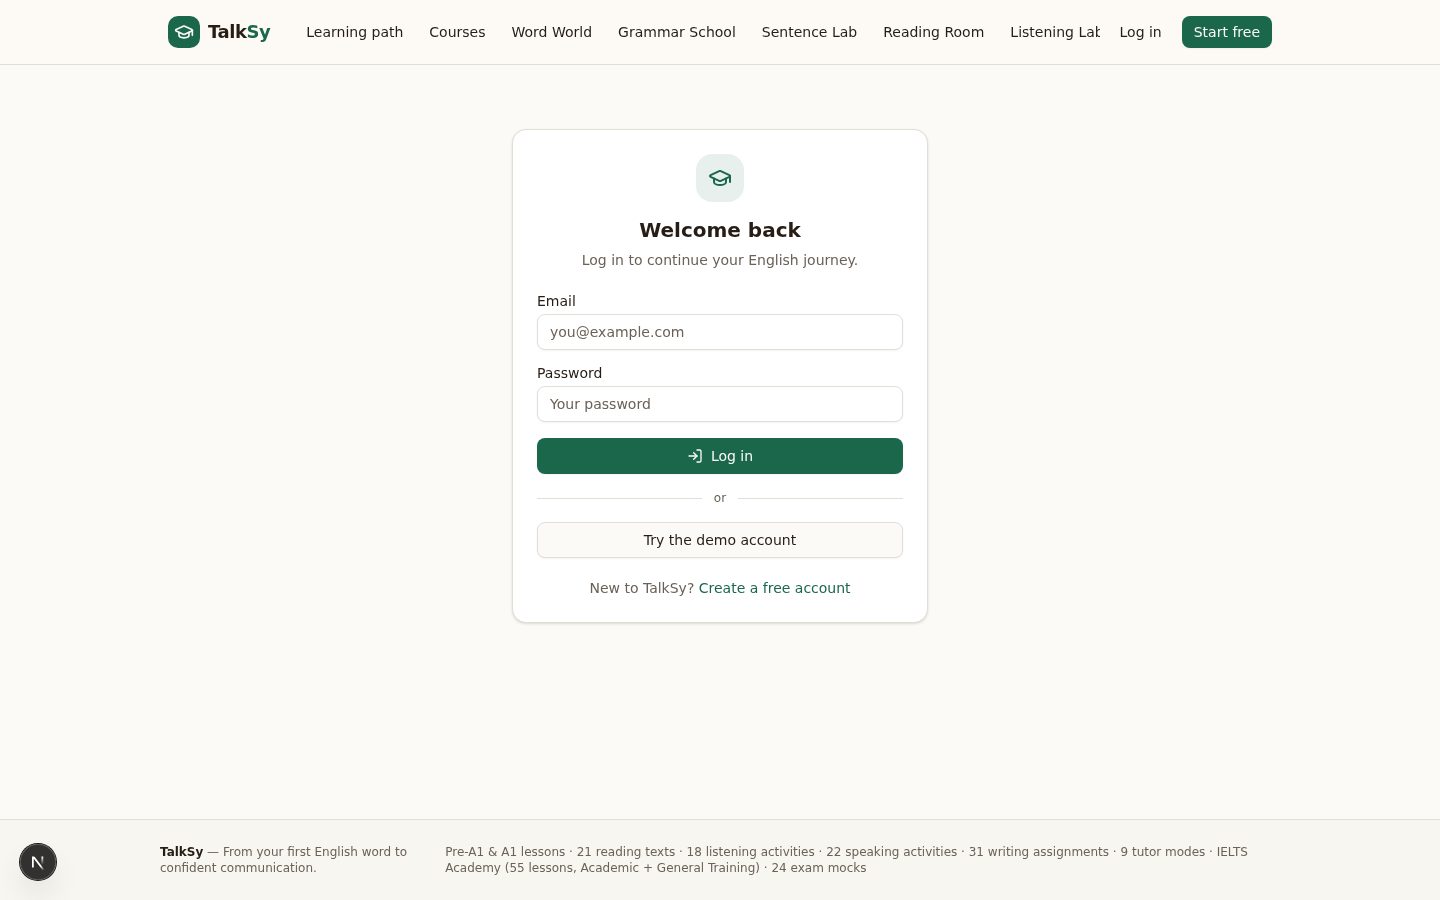 TalkSy
Learning path
Courses
Word World
Grammar School
Sentence Lab
Reading Room
Listening Lab
Log in
Start free
Welcome back
Log in to continue your English journey.
Email
you@example.com
Password
Your password
Log in
or
Try the demo account
New to TalkSy? Create a free account
N
TalkSy — From your first English word to
confident communication.
Pre-A1 & A1 lessons · 21 reading texts · 18 listening activities · 22 speaking activities · 31 writing assignments · 9 tutor modes · IELTS
Academy (55 lessons, Academic + General Training) · 24 exam mocks